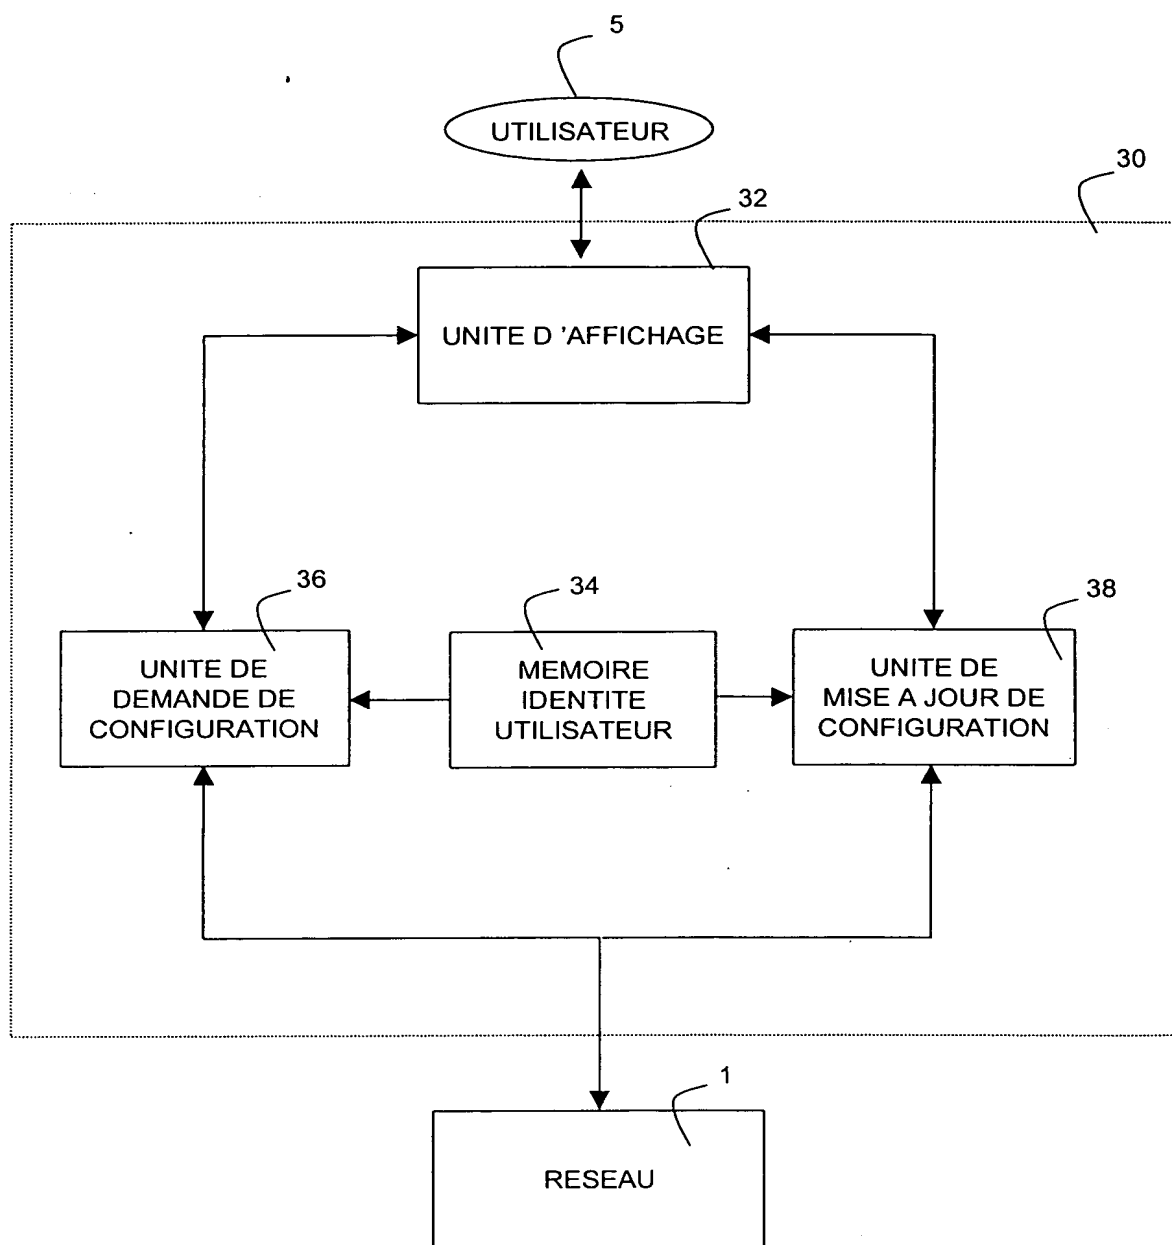 5
UTILISATEUR
30
32
UNITE D 'AFFICHAGE
36
34
38
UNITE DE
DEMANDE DE
CONFIGURATION
MEMOIRE
IDENTITE
UTILISATEUR
UNITE DE
MISE A JOUR DE
CONFIGURATION
1
RESEAU